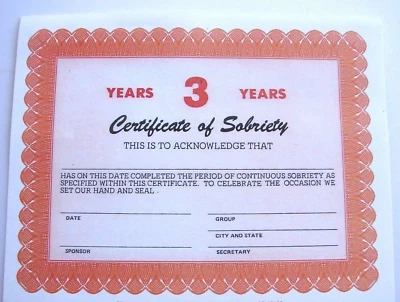 YEARS 3 YEARS
Certificate of Sobriety
THIS IS TO ACKNOWLEDGE THAT
HAS ON THIS DATE COMPLETED THE PERIOD OF CONTINUOUS SOBRIETY AS
SPECIFIED WITHIN THIS CERTIFICATE. TO CELEBRATE THE OCCASION WE
SET OUR HAND AND SEAL.
DATE GROUP
CITY AND STATE
SPONSOR SECRETARY